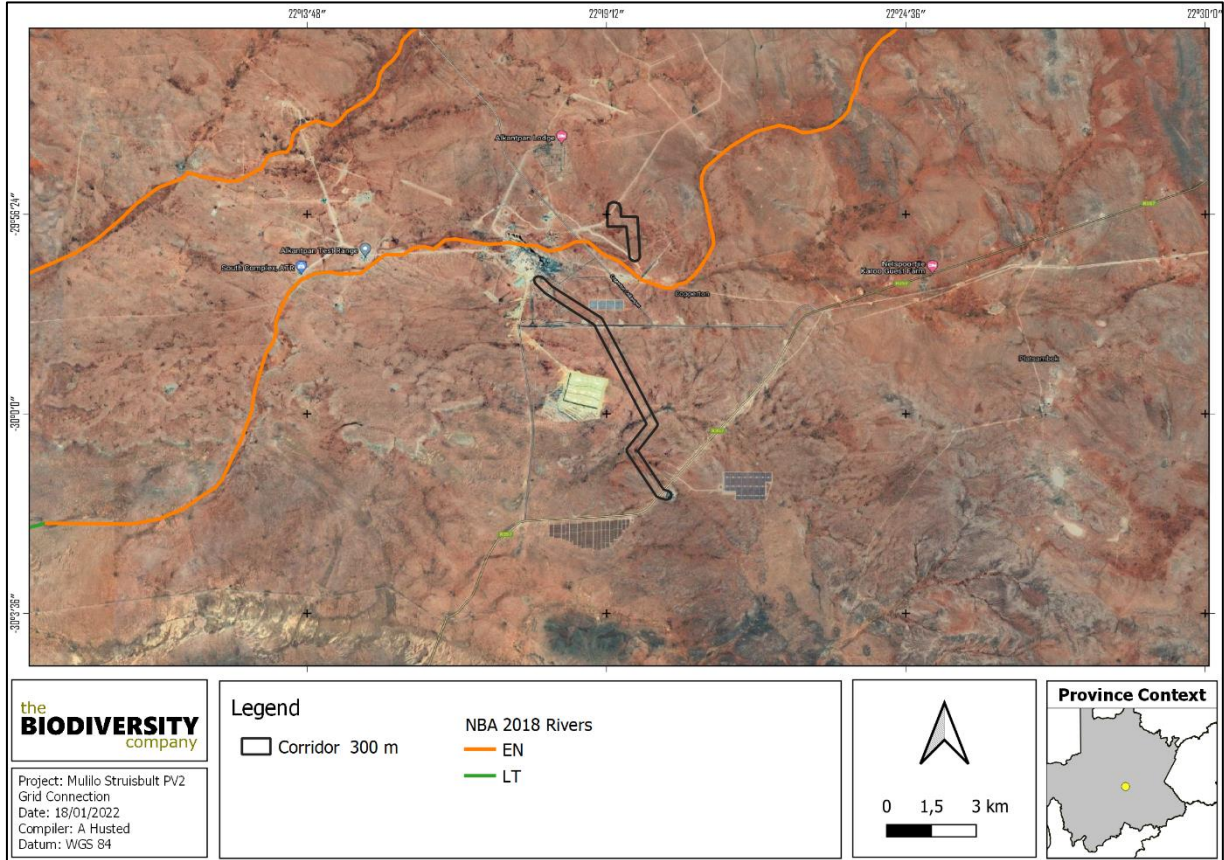 22°13'48"
22°19'12"
22°24'36"
22°30'0"
-29°56'24"
-30°0'0"
-30°3'36"
Alkantpan Lodge
Alkantpan Test Range
South Complex, ATR
Nelspoortjie
Karoo Guest Farm
Copperton
R357
the
BIODIVERSITY
company
Project: Mulilo Struisbult PV2
Grid Connection
Date: 18/01/2022
Compiler: A Husted
Datum: WGS 84
Legend
Corridor 300 m
NBA 2018 Rivers
EN
LT
0 1,5 3 km
Province Context